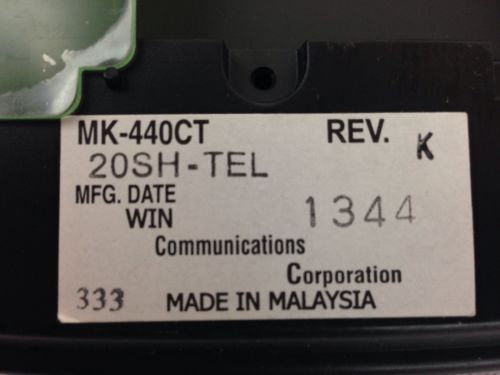 MK-440CT REV. K
20SH-TEL
MFG. DATE 1344
WIN
Communications
Corporation
333 MADE IN MALAYSIA